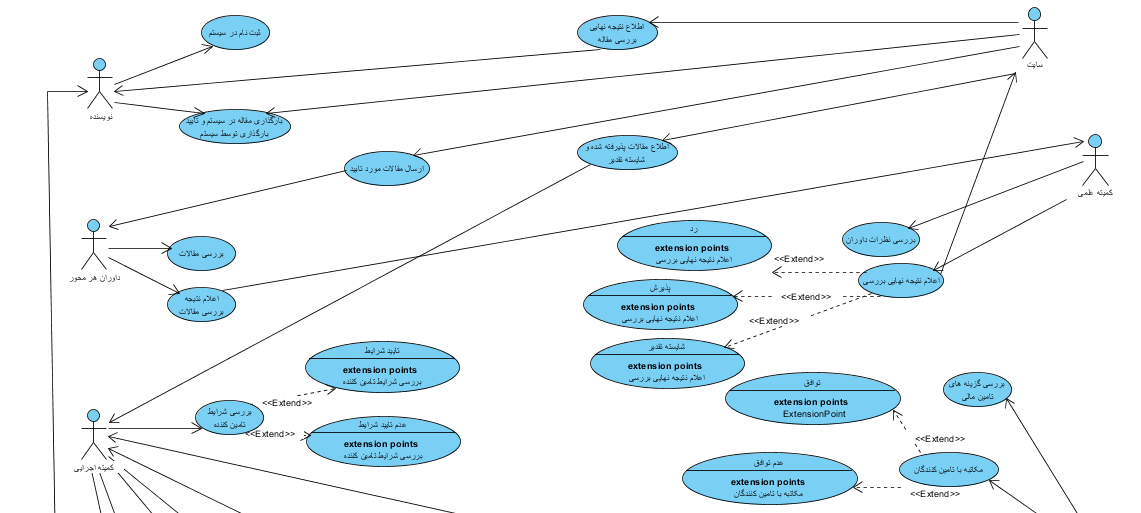 ثبت نام در سیستم
اطلاع نتیجه نهایی
بررسی مقاله
سایت
نویسنده
بارگذاری مقاله در سیستم و تایید
بارگذاری توسط سیستم
ارسال مقالات مورد تایید
اطلاع مقالات پذیرفته شده و
شایسته تقدیر
کمیته علمی
داوران هر محور
بررسی مقالات
اعلام نتیجه
بررسی مقالات
بررسی نظرات داوران
اعلام نتیجه نهایی بررسی
رد
extension points
اعلام نتیجه نهایی بررسی
<<Extend>>
پذیرش
extension points
اعلام نتیجه نهایی بررسی
<<Extend>>
<<Extend>>
شایسته تقدیر
extension points
اعلام نتیجه نهایی بررسی
تایید شرایط
extension points
بررسی شرایط تامین کننده
<<Extend>>
بررسی شرایط
تامین کننده
<<Extend>>
عدم تایید شرایط
extension points
بررسی شرایط تامین کننده
کمیته اجرایی
توافق
extension points
ExtensionPoint
بررسی گزینه های
تامین مالی
<<Extend>>
مکاتبه با تامین کنندگان
<<Extend>>
عدم توافق
extension points
مکاتبه با تامین کنندگان